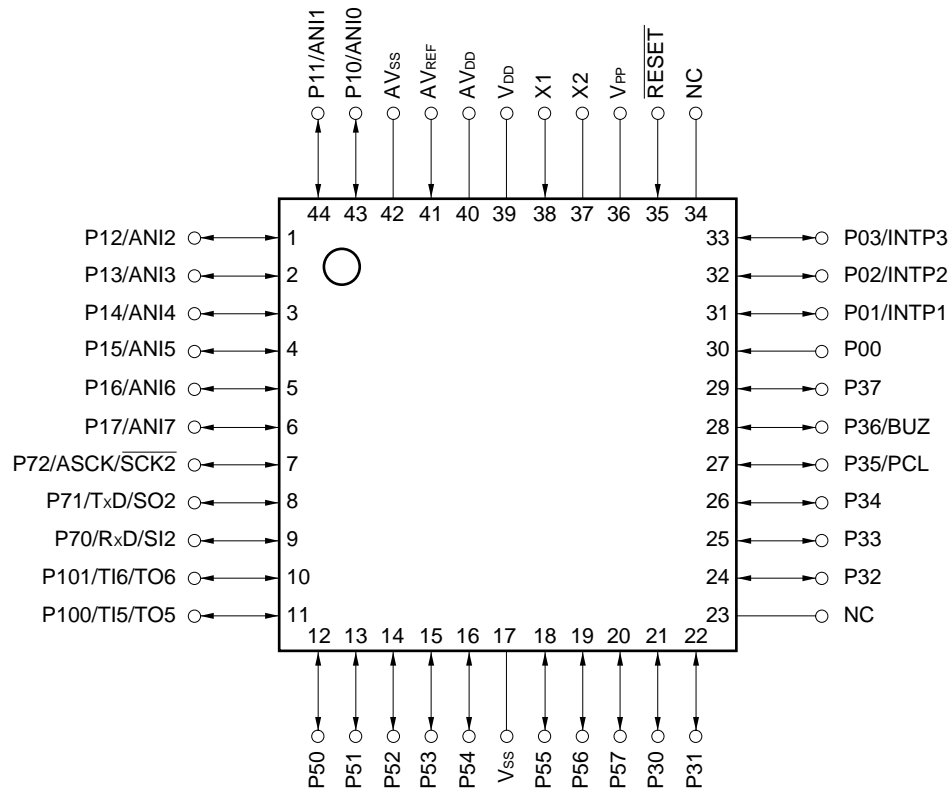 P11/ANI1
P10/ANI0
AVSS
AVREF
AVDD
VDD
X1
X2
VPP
RESET
NC
44 43 42 41 40 39 38 37 36 35 34
P12/ANI2 1
P13/ANI3 2
P14/ANI4 3
P15/ANI5 4
P16/ANI6 5
P17/ANI7 6
P72/ASCK/SCK2 7
P71/TxD/SO2 8
P70/RxD/SI2 9
P101/TI6/TO6 10
P100/TI5/TO5 11
33 P03/INTP3
32 P02/INTP2
31 P01/INTP1
30 P00
29 P37
28 P36/BUZ
27 P35/PCL
26 P34
25 P33
24 P32
23 NC
12 13 14 15 16 17 18 19 20 21 22
P50
P51
P52
P53
P54
VSS
P55
P56
P57
P30
P31